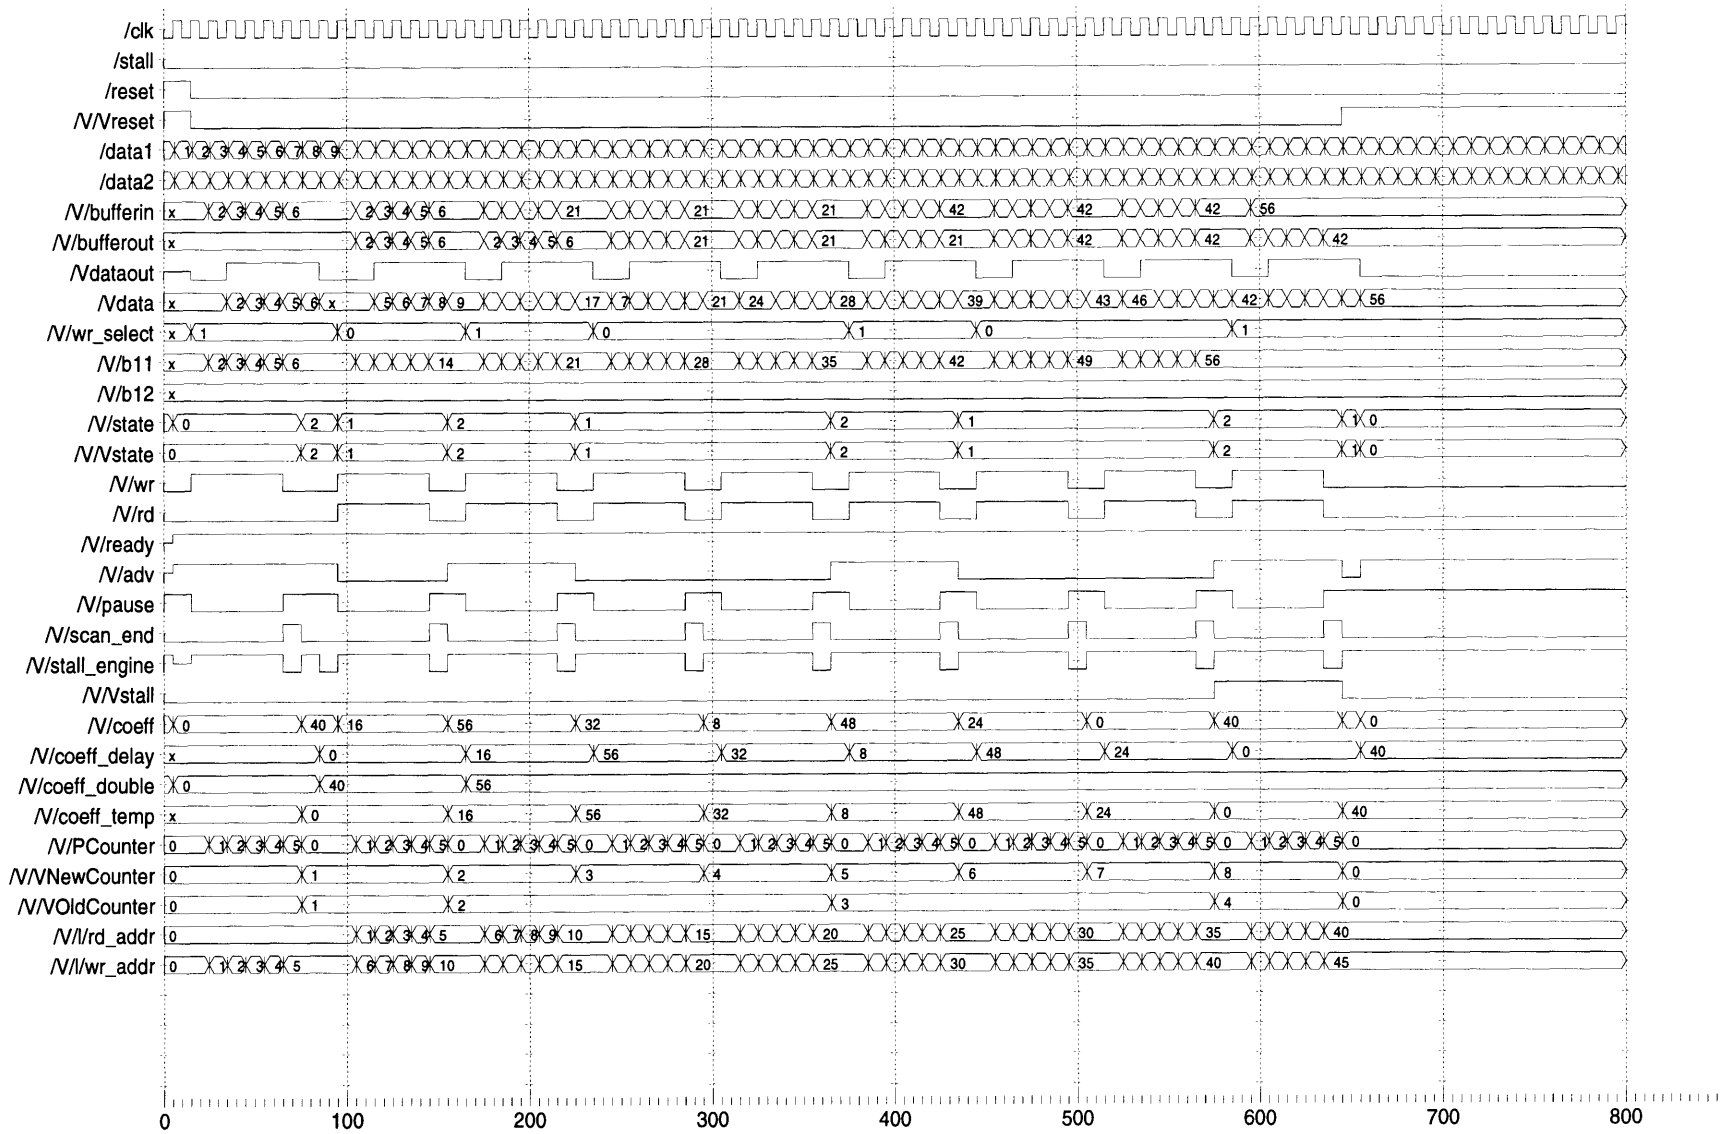 /clk
/stall
/reset
/V/Vreset
/data1 1 2 3 4 5 6 7 8 9
/data2
/V/bufferin x 2 3 4 5 6 2 3 4 5 6 21 21 21 42 42 42 56
/V/bufferout x 2 3 4 5 6 2 3 4 5 6 21 21 21 42 42 42
/Vdataout
/Vdata x 2 3 4 5 6 x 5 6 7 8 9 17 7 21 24 28 39 43 46 42 56
/V/wr_select x 1 0 1 0 1 0 1
/V/b11 x 2 3 4 5 6 14 21 28 35 42 49 56
/V/b12 x
/V/state 0 2 1 2 1 2 1 2 1 0
/V/Vstate 0 2 1 2 1 2 1 2 1 0
/V/wr
/V/rd
/V/ready
/V/adv
/V/pause
/V/scan_end
/V/stall_engine
/V/Vstall
/V/coeff 0 40 16 56 32 8 48 24 0 40 0
/V/coeff_delay x 0 16 56 32 8 48 24 0 40
/V/coeff_double 0 40 56
/V/coeff_temp x 0 16 56 32 8 48 24 0 40
/V/PCounter 0 1 2 3 4 5 0 1 2 3 4 5 0 1 2 3 4 5 0 1 2 3 4 5 0 1 2 3 4 5 0 1 2 3 4 5 0 1 2 3 4 5 0 1 2 3 4 5 0 1 2 3 4 5 0
/V/VNewCounter 0 1 2 3 4 5 6 7 8 0
/V/VOldCounter 0 1 2 3 4 0
/V/l/rd_addr 0 1 2 3 4 5 6 7 8 9 10 15 20 25 30 35 40
/V/l/wr_addr 0 1 2 3 4 5 6 7 8 9 10 15 20 25 30 35 40 45
0 100 200 300 400 500 600 700 800